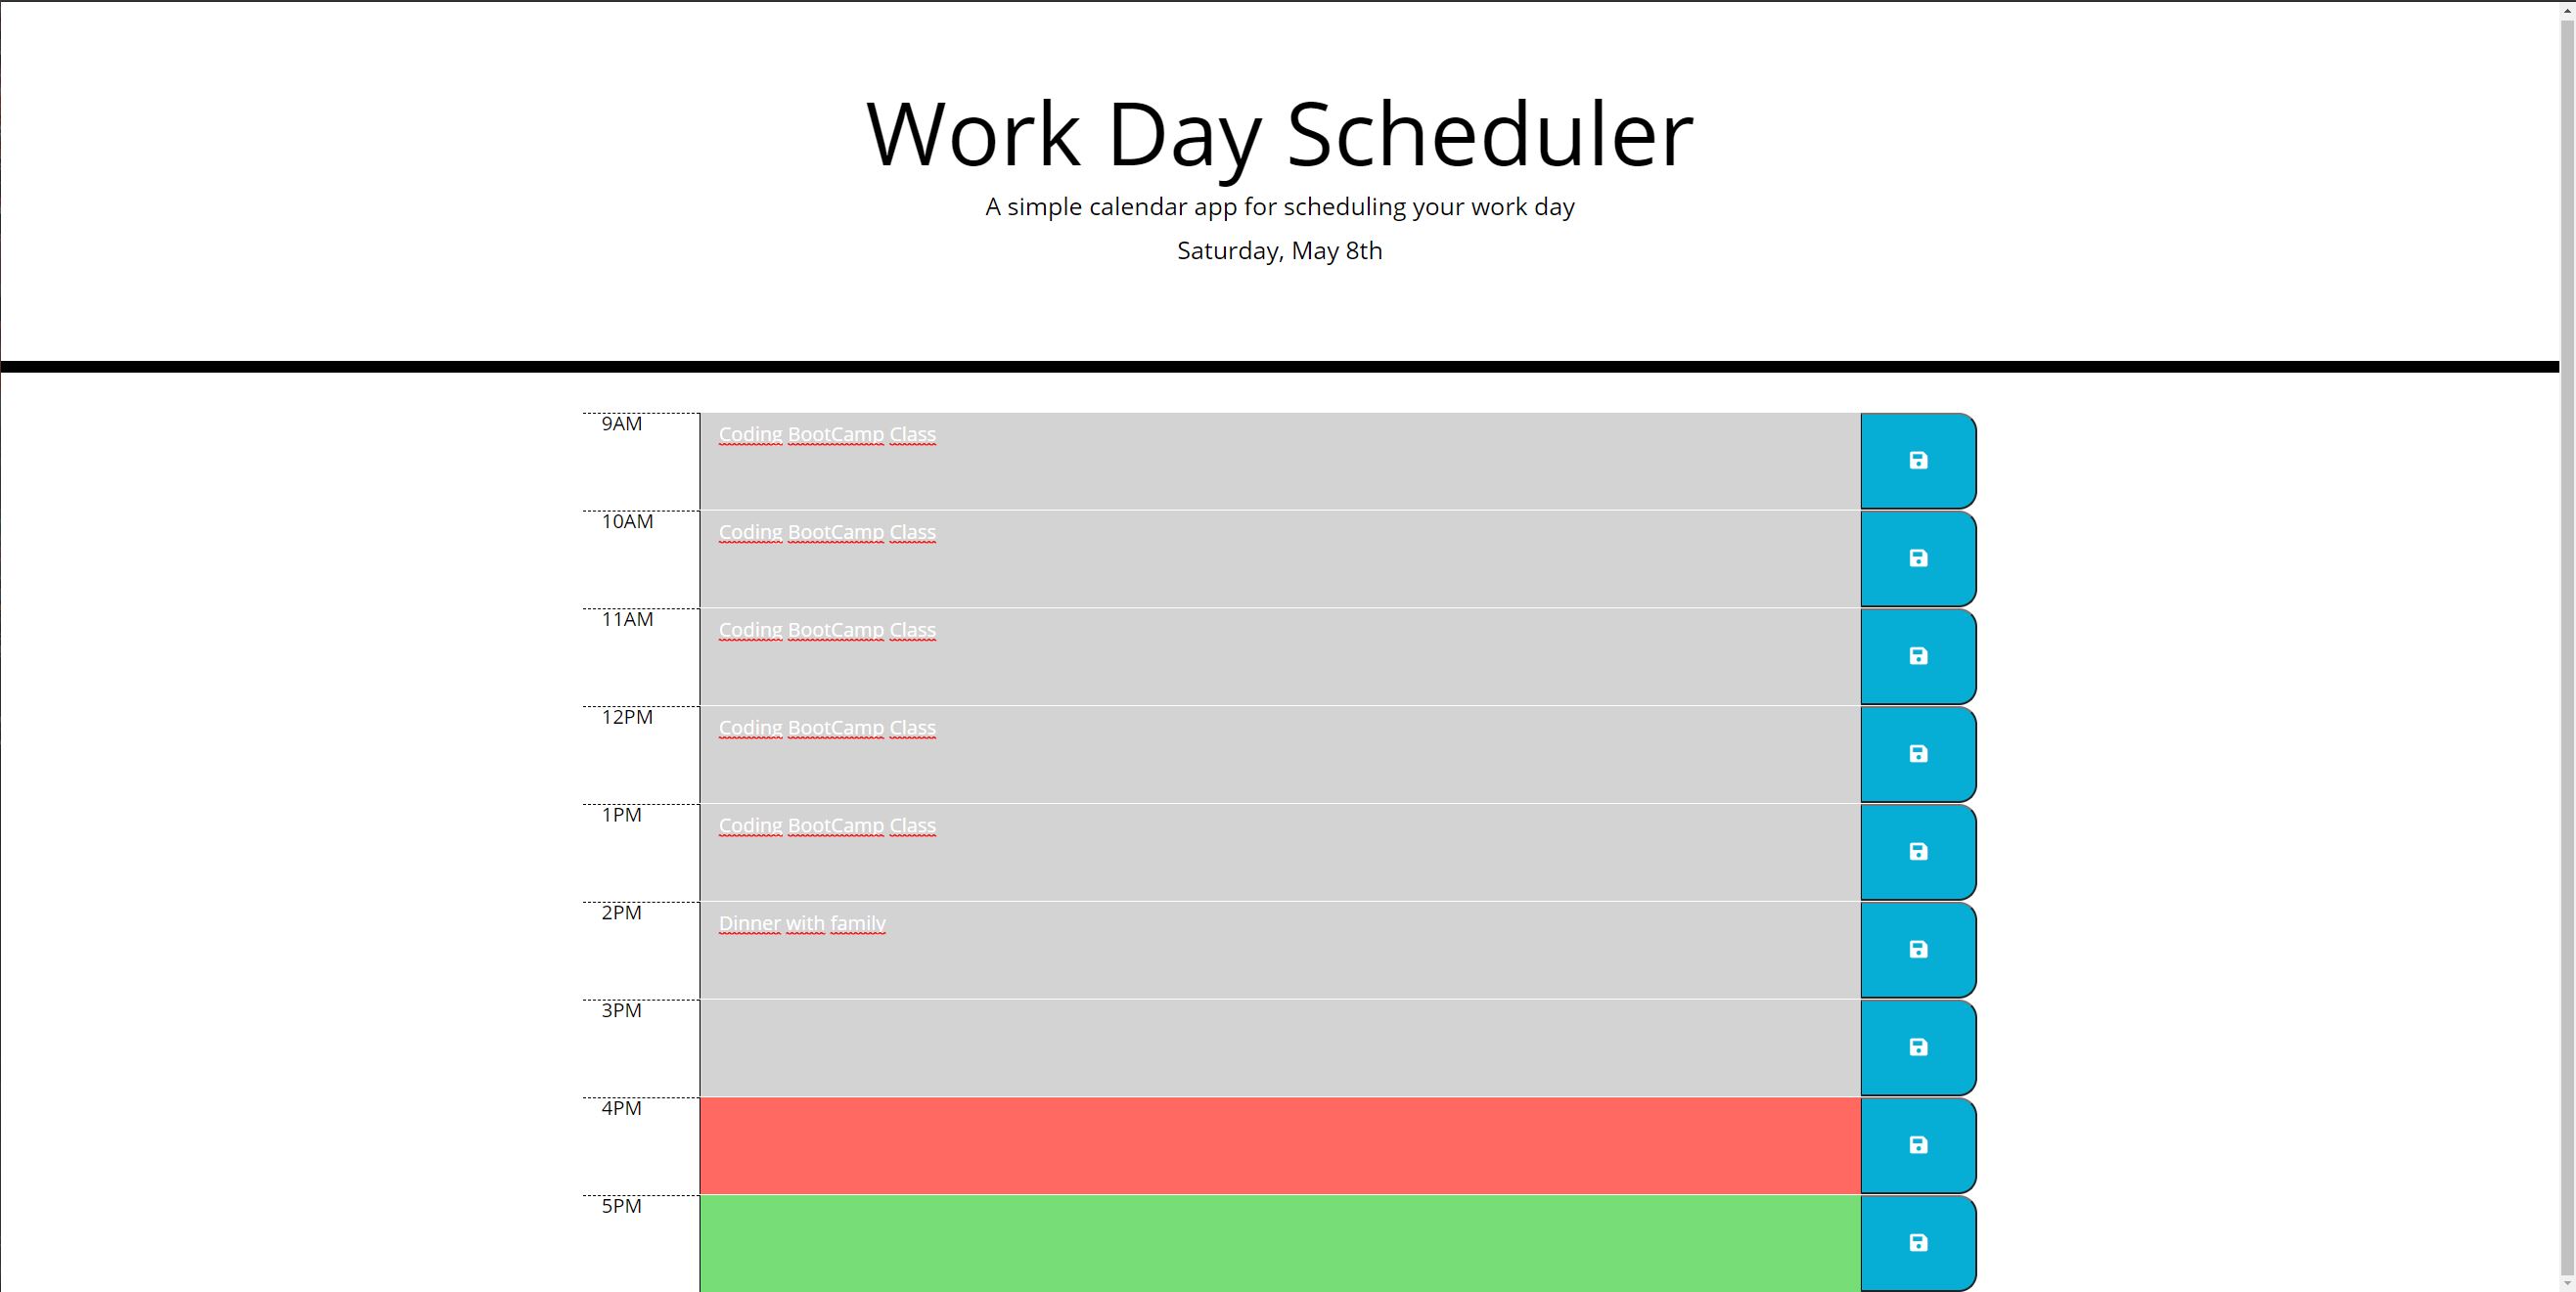 Work Day Scheduler
A simple calendar app for scheduling your work day
Saturday, May 8th
9AM
Coding BootCamp Class
10AM
Coding BootCamp Class
11AM
Coding BootCamp Class
12PM
Coding BootCamp Class
1PM
Coding BootCamp Class
2PM
Dinner with family
3PM
4PM
5PM